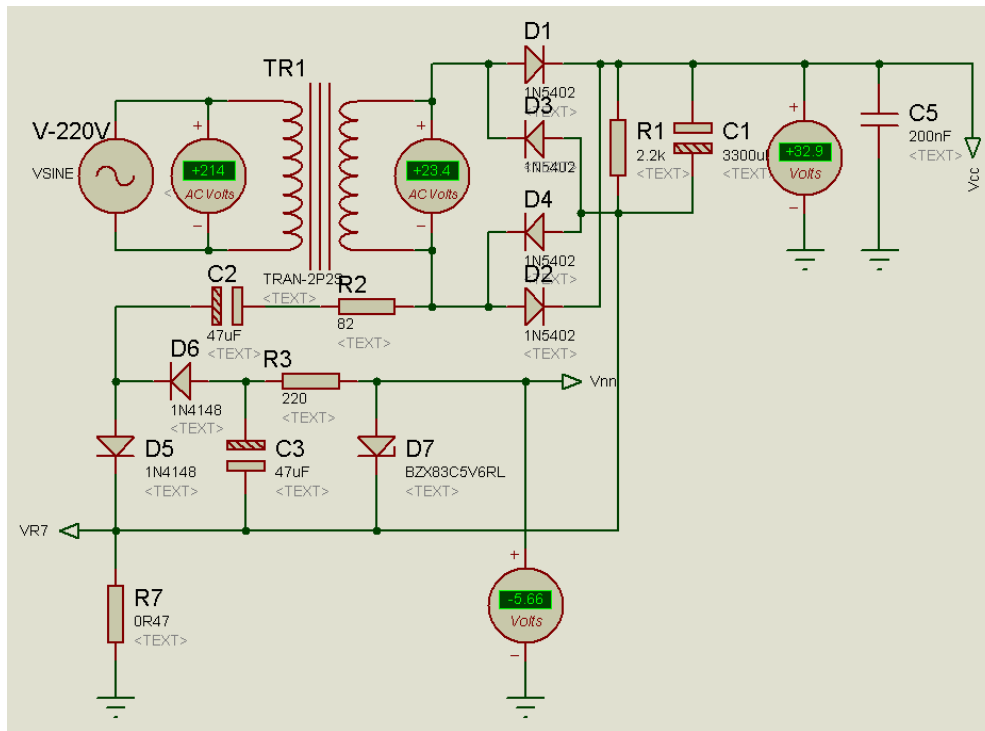 D1
TR1
1N5402
<TEXT>
D3
V-220V
VSINE
+214
AC Volts
+
-
+23.4
AC Volts
+
-
1N5402
<TEXT>
R1
2.2k
<TEXT>
C1
3300u
<TEXT>
+
+32.9
Volts
-
C5
200nF
<TEXT>
Vcc
D4
1N5402
<TEXT>
D2
1N5402
<TEXT>
TRAN-2P2S
<TEXT>
C2
47uF
<TEXT>
R2
82
<TEXT>
D6
1N4148
<TEXT>
R3
220
<TEXT>
Vnn
D5
1N4148
<TEXT>
C3
47uF
<TEXT>
D7
BZX83C5V6RL
<TEXT>
VR7
R7
0R47
<TEXT>
+
-5.66
Volts
-